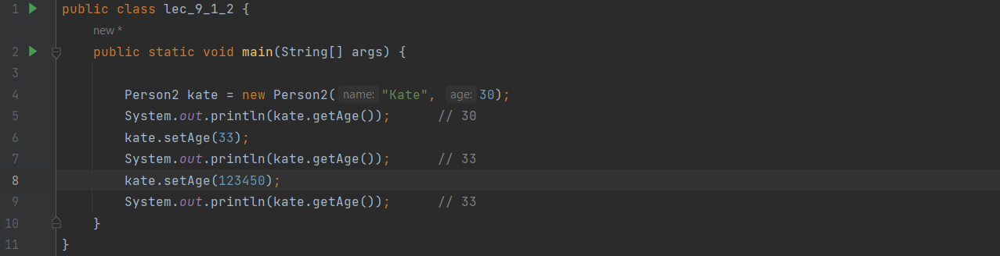 1 public class lec_9_1_2 {
new *
2 public static void main(String[] args) {
3
4 Person2 kate = new Person2( name: "Kate", age: 30);
5 System.out.println(kate.getAge()); // 30
6 kate.setAge(33);
7 System.out.println(kate.getAge()); // 33
8 kate.setAge(123450);
9 System.out.println(kate.getAge()); // 33
10 }
11 }